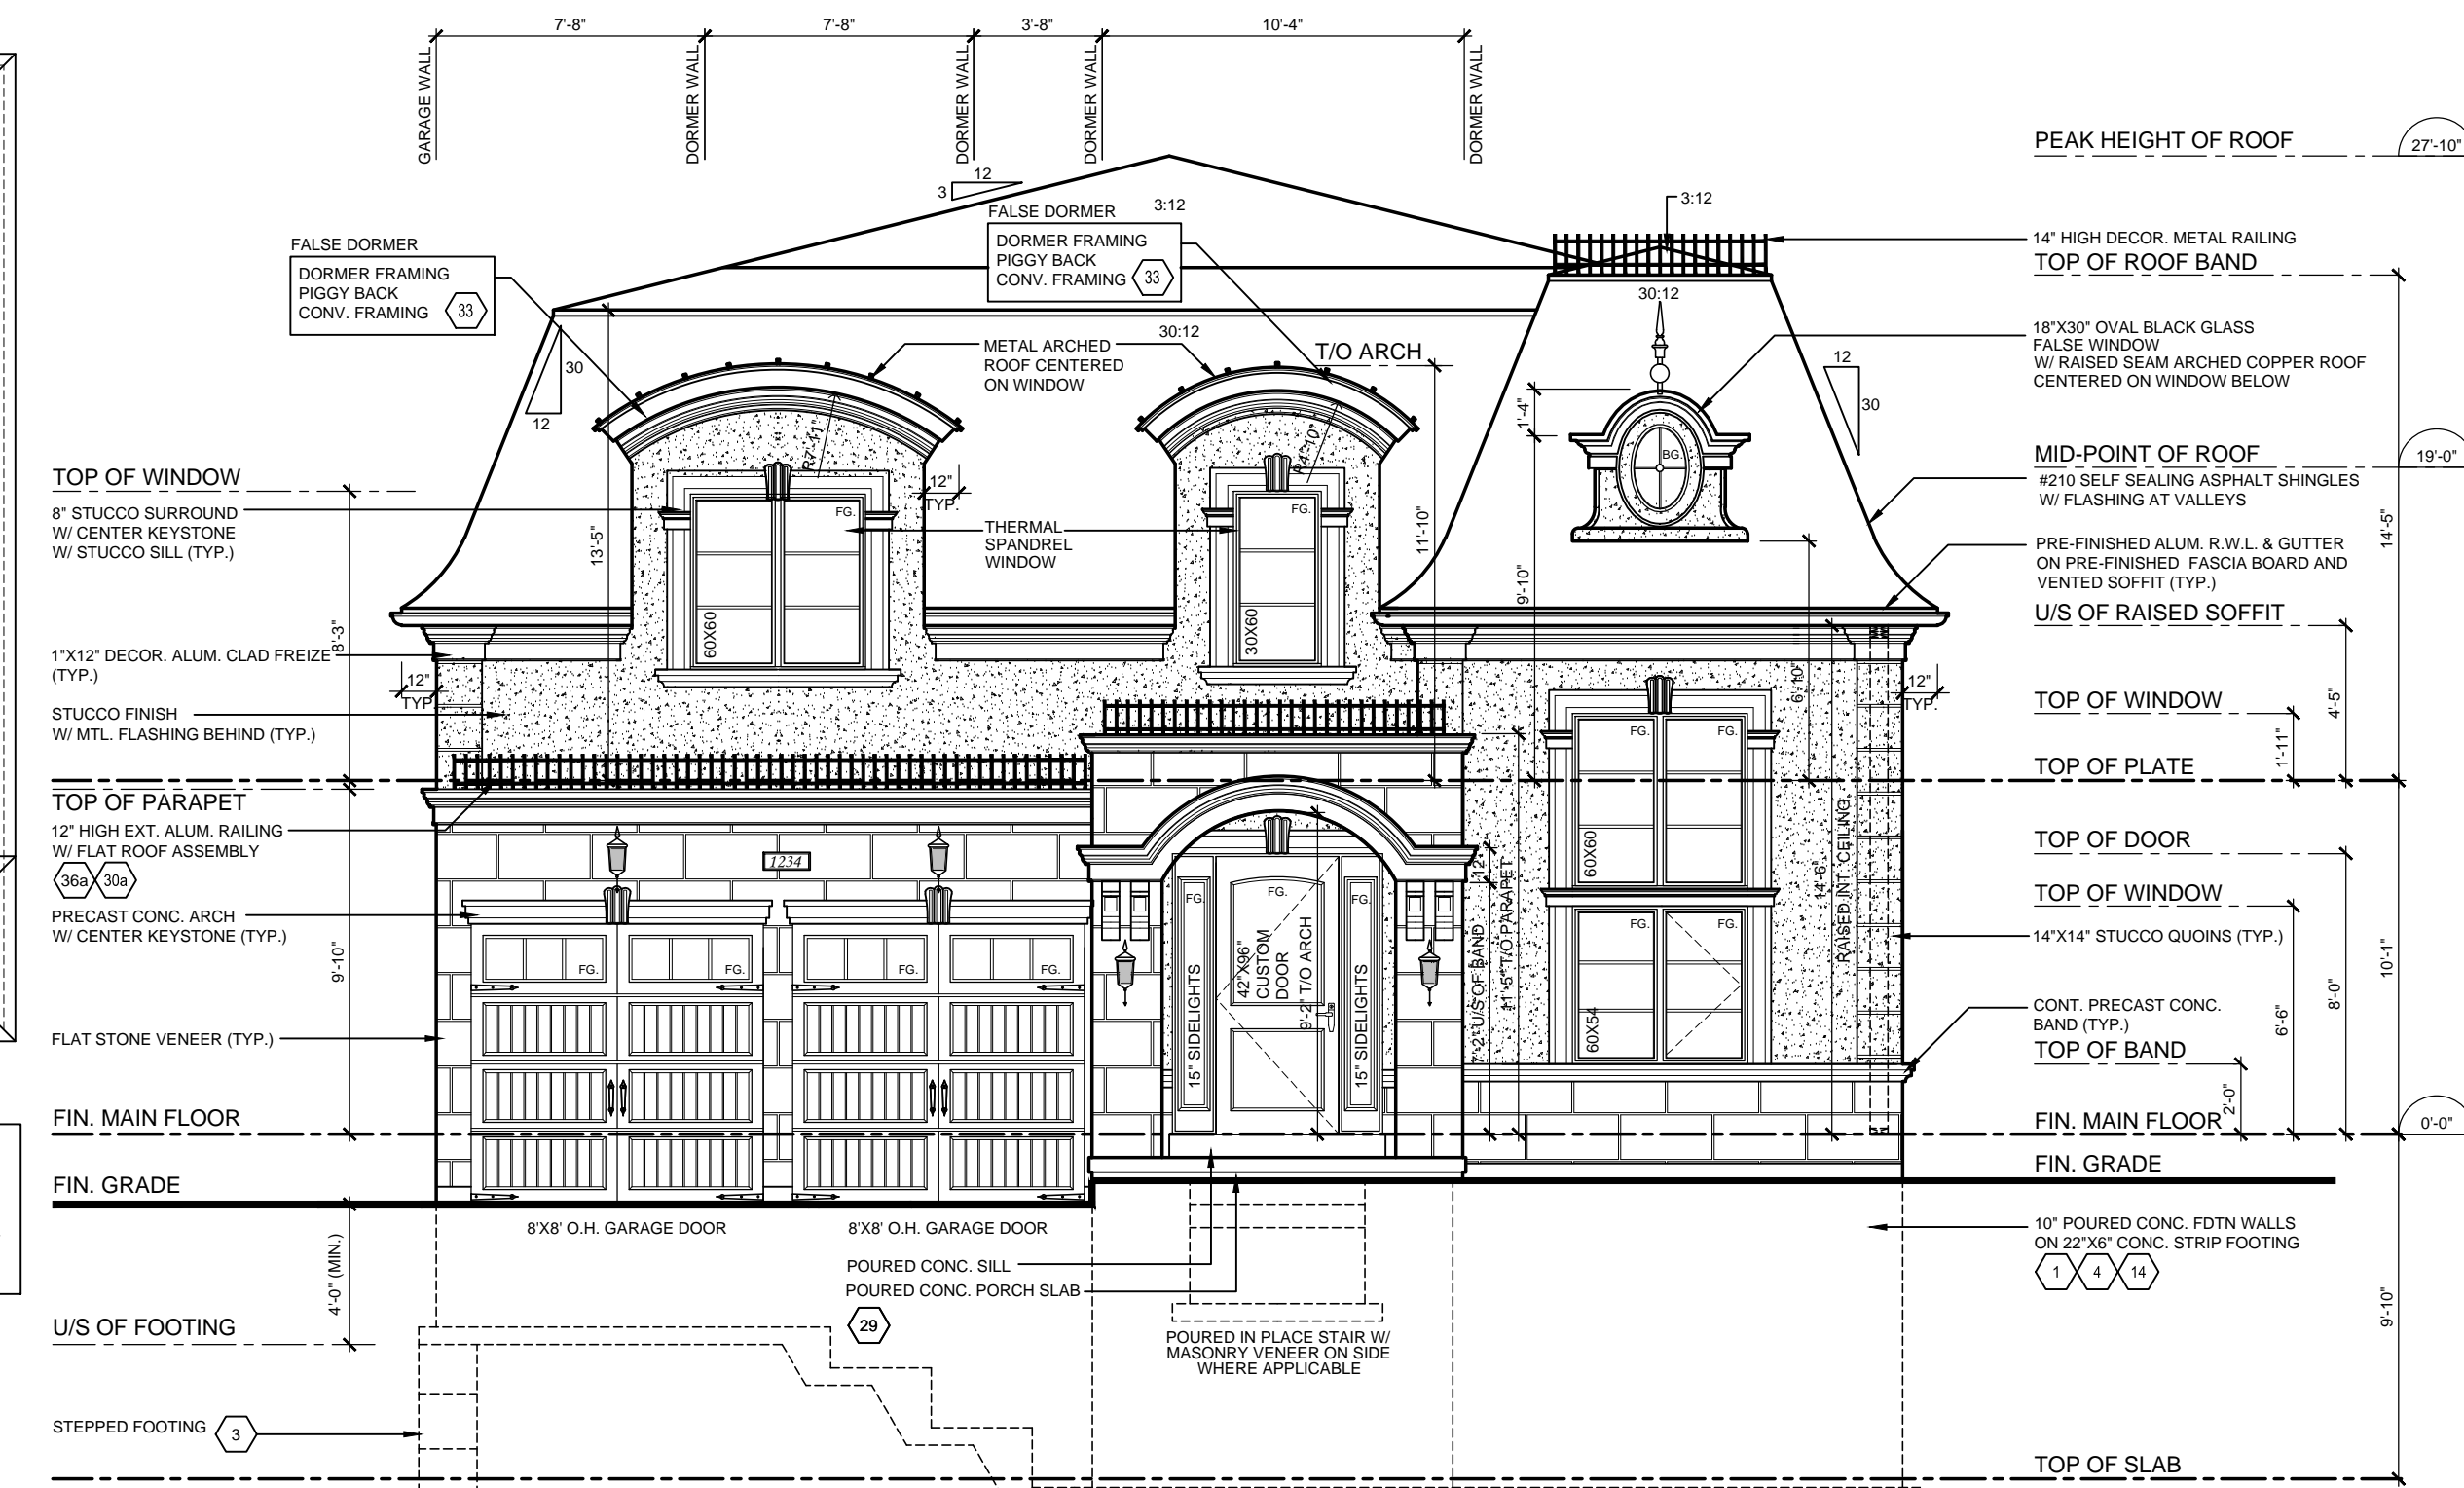 7'-8"
7'-8"
3'-8"
10'-4"
GARAGE WALL
DORMER WALL
DORMER WALL
DORMER WALL
DORMER WALL
PEAK HEIGHT OF ROOF
27'-10"
12
3
FALSE DORMER
3:12
DORMER FRAMING
PIGGY BACK
CONV. FRAMING
33
3:12
14" HIGH DECOR. METAL RAILING
TOP OF ROOF BAND
FALSE DORMER
DORMER FRAMING
PIGGY BACK
CONV. FRAMING
33
30:12
30
12
METAL ARCHED
ROOF CENTERED
ON WINDOW
30:12
T/O ARCH
18"X30" OVAL BLACK GLASS
FALSE WINDOW
W/ RAISED SEAM ARCHED COPPER ROOF
CENTERED ON WINDOW BELOW
12
30
1'-4"
R7'-11"
R4'-10"
BG.
MID-POINT OF ROOF
19'-0"
#210 SELF SEALING ASPHALT SHINGLES
W/ FLASHING AT VALLEYS
TOP OF WINDOW
8" STUCCO SURROUND
W/ CENTER KEYSTONE
W/ STUCCO SILL (TYP.)
12"
TYP.
FG.
FG.
THERMAL
SPANDREL
WINDOW
13'-5"
11'-10"
9'-10"
14'-5"
PRE-FINISHED ALUM. R.W.L. & GUTTER
ON PRE-FINISHED FASCIA BOARD AND
VENTED SOFFIT (TYP.)
U/S OF RAISED SOFFIT
8'-3"
60X60
30X60
1"X12" DECOR. ALUM. CLAD FREIZE
(TYP.)
12"
TYP.
6'-10"
12"
TYP.
4'-5"
STUCCO FINISH
W/ MTL. FLASHING BEHIND (TYP.)
TOP OF WINDOW
1'-11"
FG.
FG.
TOP OF PLATE
TOP OF PARAPET
12" HIGH EXT. ALUM. RAILING
W/ FLAT ROOF ASSEMBLY
36a
30a
1234
60X60
TOP OF DOOR
12"
14'-6"
RAISED INT. CEILING
PRECAST CONC. ARCH
W/ CENTER KEYSTONE (TYP.)
TOP OF WINDOW
FG.
FG.
FG.
FG.
FG.
FG.
FG.
FG.
FG.
14"X14" STUCCO QUOINS (TYP.)
9'-10"
42"X96"
CUSTOM
DOOR
9'-2" T/O ARCH
15" SIDELIGHTS
15" SIDELIGHTS
7'-2" U/S OF BAND
11'-5" T/O PARAPET
60X54
10'-1"
8'-0"
6'-6"
CONT. PRECAST CONC.
BAND (TYP.)
TOP OF BAND
FLAT STONE VENEER (TYP.)
2'-0"
FIN. MAIN FLOOR
FIN. MAIN FLOOR
0'-0"
FIN. GRADE
FIN. GRADE
8'X8' O.H. GARAGE DOOR
8'X8' O.H. GARAGE DOOR
10" POURED CONC. FDTN WALLS
ON 22"X6" CONC. STRIP FOOTING
1
4
14
4'-0" (MIN.)
POURED CONC. SILL
POURED CONC. PORCH SLAB
29
9'-10"
U/S OF FOOTING
POURED IN PLACE STAIR W/
MASONRY VENEER ON SIDE
WHERE APPLICABLE
STEPPED FOOTING
3
TOP OF SLAB